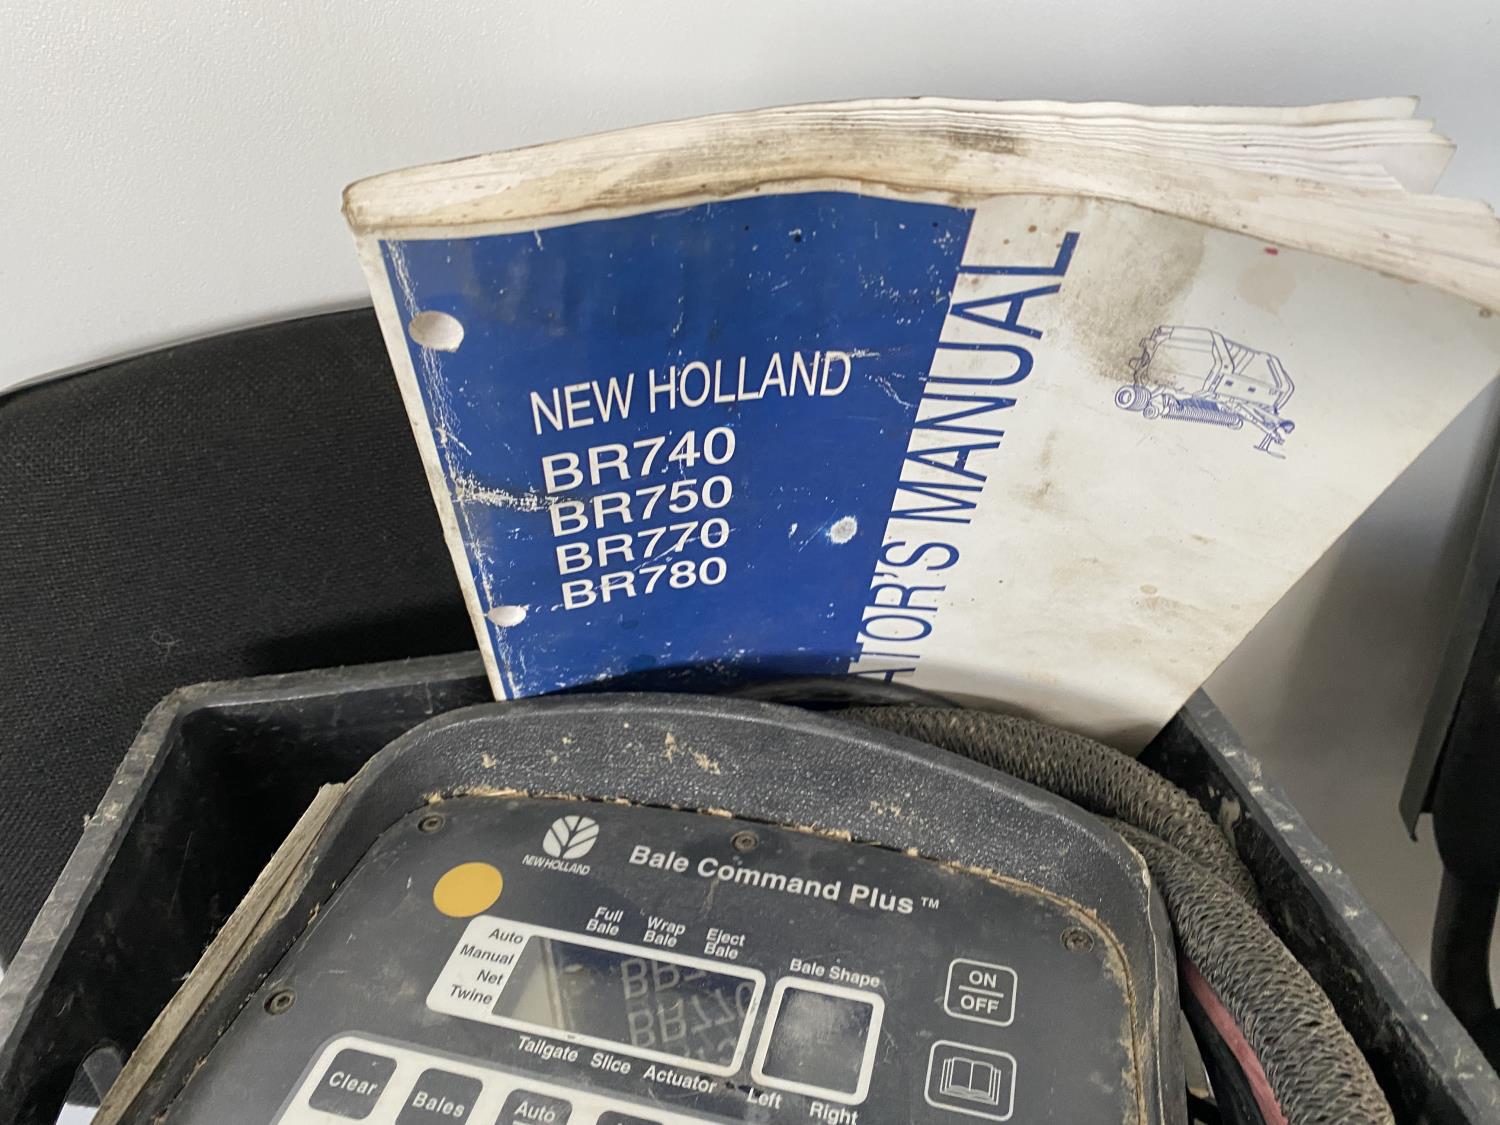 NEW HOLLAND
BR740
BR750
BR770
BR780
ATOR'S MANUAL
NEW HOLLAND
Bale Command Plus™
Full Bale
Wrap Bale
Eject Bale
Auto
Manual
Net
Twine
Bale Shape
ON
OFF
Tailgate Slice Actuator
Left Right
Clear
Bales
Auto